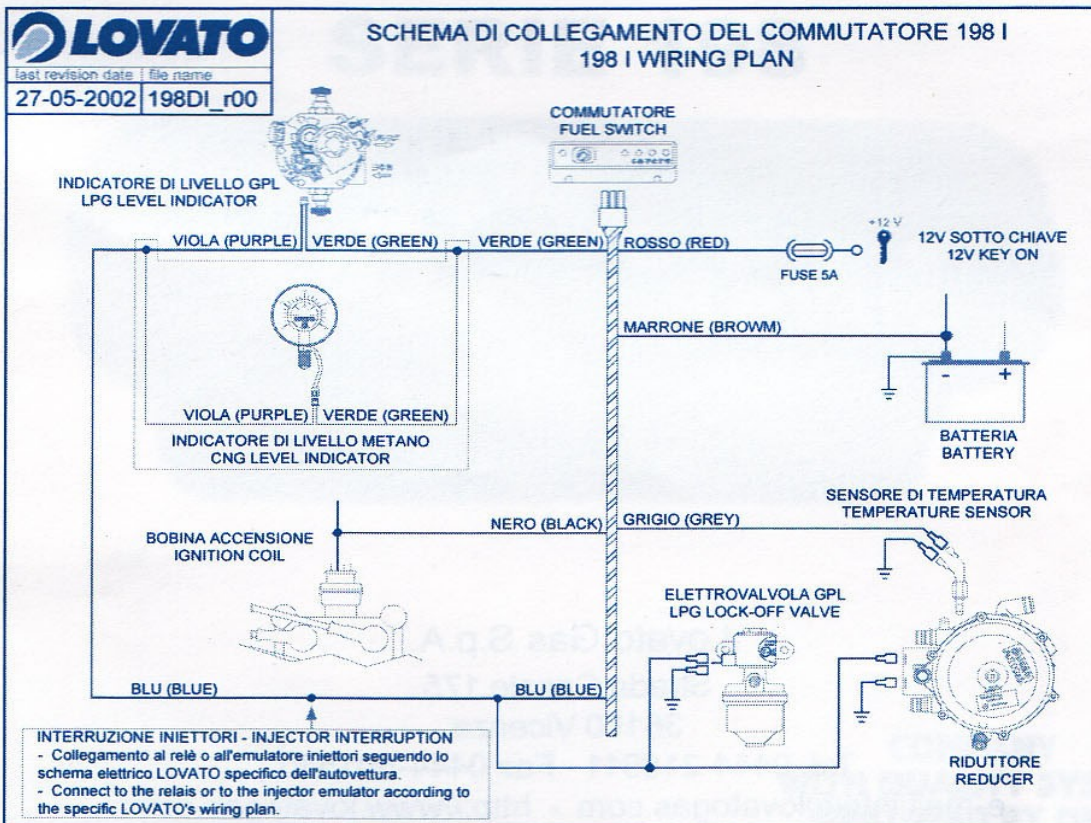 LOVATO
last revision date file name
27-05-2002 198DI_r00
SCHEMA DI COLLEGAMENTO DEL COMMUTATORE 198 I
198 I WIRING PLAN
COMMUTATORE
FUEL SWITCH
INDICATORE DI LIVELLO GPL
LPG LEVEL INDICATOR
VIOLA (PURPLE) VERDE (GREEN) VERDE (GREEN) ROSSO (RED)
+12 V
FUSE 5A
12V SOTTO CHIAVE
12V KEY ON
MARRONE (BROWM)
- +
BATTERIA
BATTERY
VIOLA (PURPLE) VERDE (GREEN)
INDICATORE DI LIVELLO METANO
CNG LEVEL INDICATOR
SENSORE DI TEMPERATURA
TEMPERATURE SENSOR
NERO (BLACK) GRIGIO (GREY)
BOBINA ACCENSIONE
IGNITION COIL
ELETTROVALVOLA GPL
LPG LOCK-OFF VALVE
BLU (BLUE) BLU (BLUE)
RIDUTTORE
REDUCER
INTERRUZIONE INIETTORI - INJECTOR INTERRUPTION
- Collegamento al relè o all'emulatore iniettori seguendo lo
schema elettrico LOVATO specifico dell'autovettura.
- Connect to the relais or to the injector emulator according to
the specific LOVATO's wiring plan.